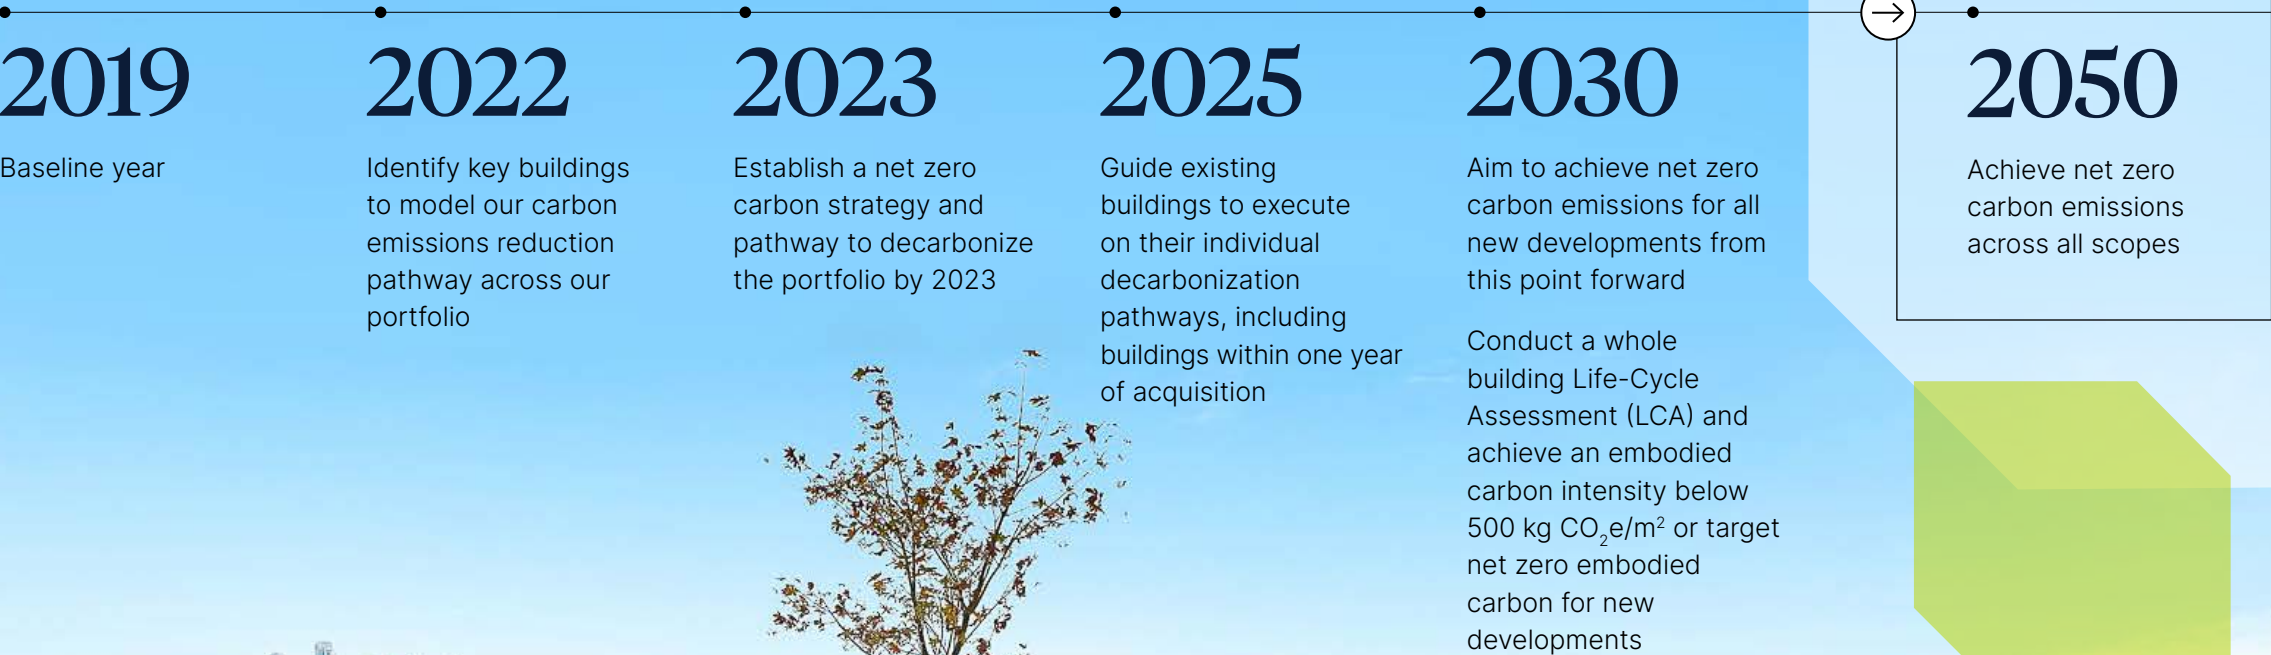 2019
Baseline year
2022
Identify key buildings
to model our carbon
emissions reduction
pathway across our
portfolio
2023
Establish a net zero
carbon strategy and
pathway to decarbonize
the portfolio by 2023
2025
Guide existing
buildings to execute
on their individual
decarbonization
pathways, including
buildings within one year
of acquisition
2030
Aim to achieve net zero
carbon emissions for all
new developments from
this point forward
Conduct a whole
building Life-Cycle
Assessment (LCA) and
achieve an embodied
carbon intensity below
500 kg CO₂e/m² or target
net zero embodied
carbon for new
developments
2050
Achieve net zero
carbon emissions
across all scopes